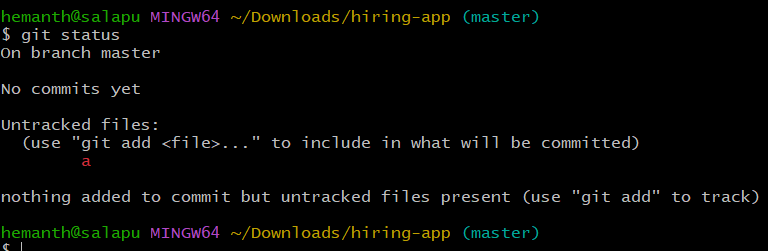 hemanth@salapu MINGW64 ~/Downloads/hiring-app (master)
$ git status
On branch master
No commits yet
Untracked files:
(use "git add <file>..." to include in what will be committed)
a
nothing added to commit but untracked files present (use "git add" to track)
hemanth@salapu MINGW64 ~/Downloads/hiring-app (master)
$